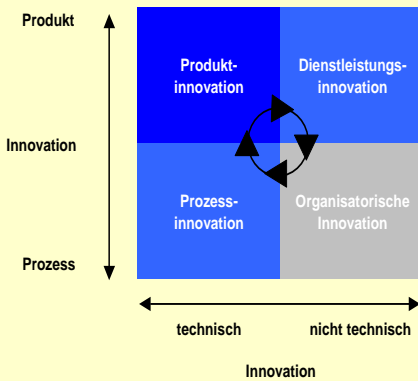 Produkt
Produkt-
innovation
Dienstleistungs-
innovation
Innovation
Prozess-
innovation
Organisatorische
Innovation
Prozess
technisch
nicht technisch
Innovation